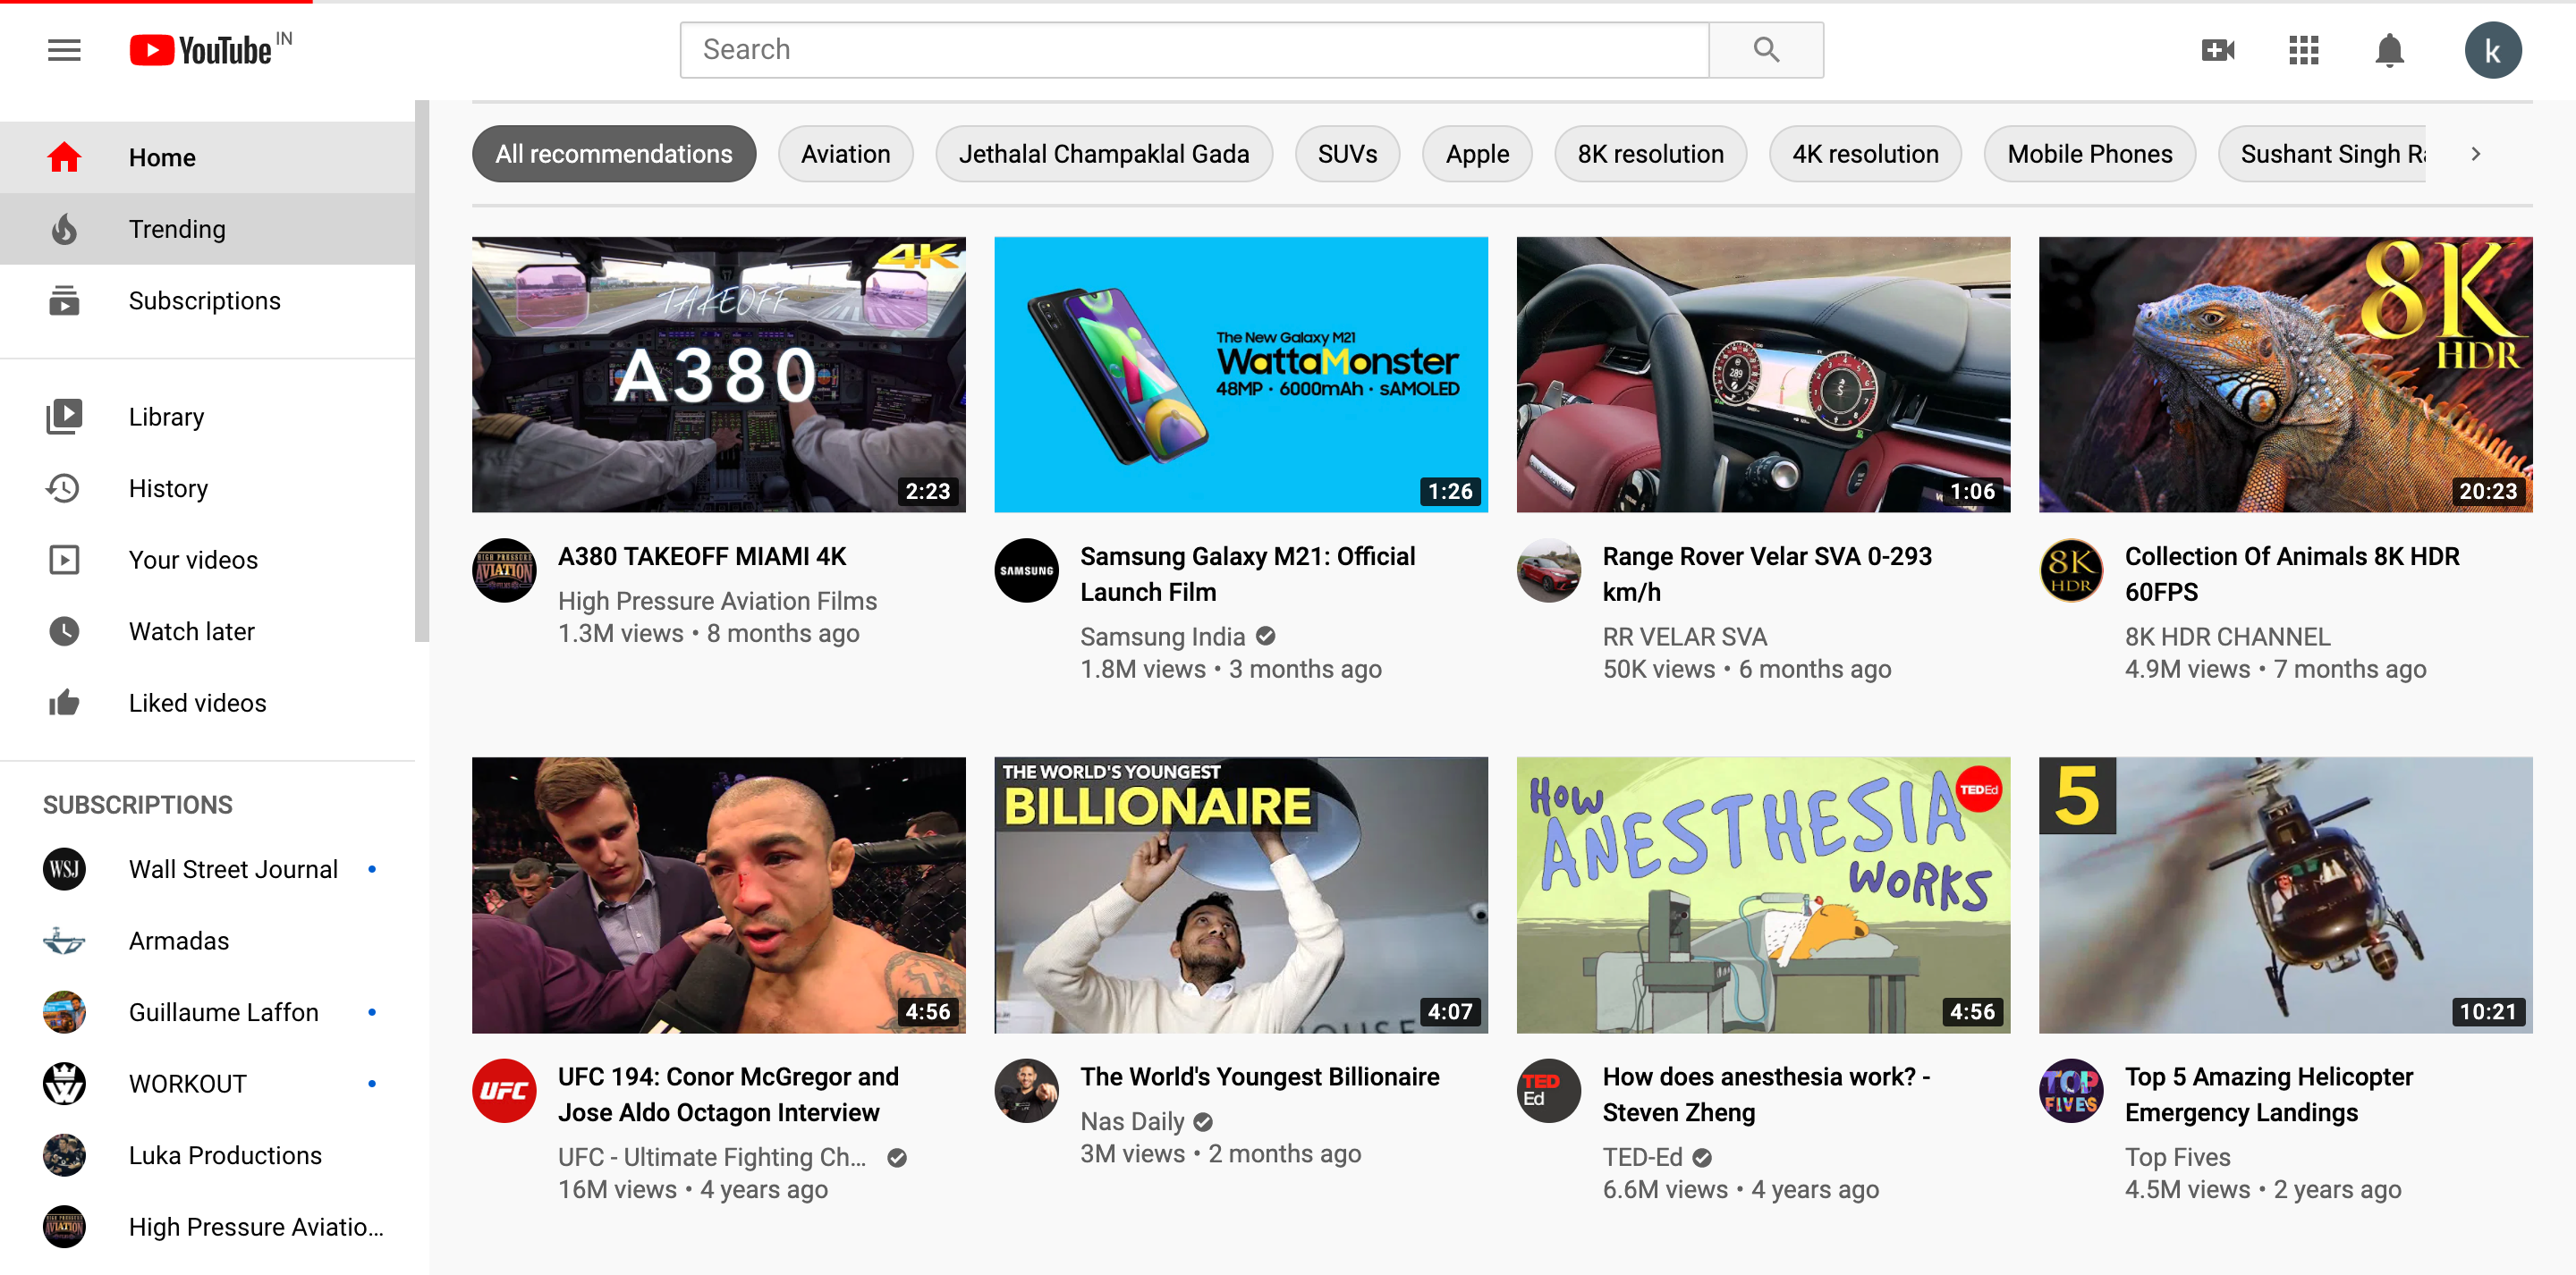 YouTube IN
Search
k
Home
Trending
Subscriptions
Library
History
Your videos
Watch later
Liked videos
SUBSCRIPTIONS
WSJ
Wall Street Journal
Armadas
Guillaume Laffon
WORKOUT
Luka Productions
High Pressure Aviatio...
All recommendations
Aviation
Jethalal Champaklal Gada
SUVs
Apple
8K resolution
4K resolution
Mobile Phones
Sushant Singh Ra
4K
TAKEOFF
A380
2:23
HIGH PRESSURE
AVIATION
FILMS
A380 TAKEOFF MIAMI 4K
High Pressure Aviation Films
1.3M views • 8 months ago
The New Galaxy M21
WattaMonster
48MP • 6000mAh • sAMOLED
1:26
SAMSUNG
Samsung Galaxy M21: Official
Launch Film
Samsung India
1.8M views • 3 months ago
289
1:06
Range Rover Velar SVA 0-293
km/h
RR VELAR SVA
50K views • 6 months ago
8K
HDR
20:23
8K
HDR
Collection Of Animals 8K HDR
60FPS
8K HDR CHANNEL
4.9M views • 7 months ago
4:56
UFC
UFC 194: Conor McGregor and
Jose Aldo Octagon Interview
UFC - Ultimate Fighting Ch...
16M views • 4 years ago
THE WORLD'S YOUNGEST
BILLIONAIRE
OUSE
4:07
The World's Youngest Billionaire
Nas Daily
3M views • 2 months ago
HOW
ANESTHESIA
WORKS
TEDEd
4:56
TED
Ed
How does anesthesia work? -
Steven Zheng
TED-Ed
6.6M views • 4 years ago
5
10:21
TOP
FIVES
Top 5 Amazing Helicopter
Emergency Landings
Top Fives
4.5M views • 2 years ago